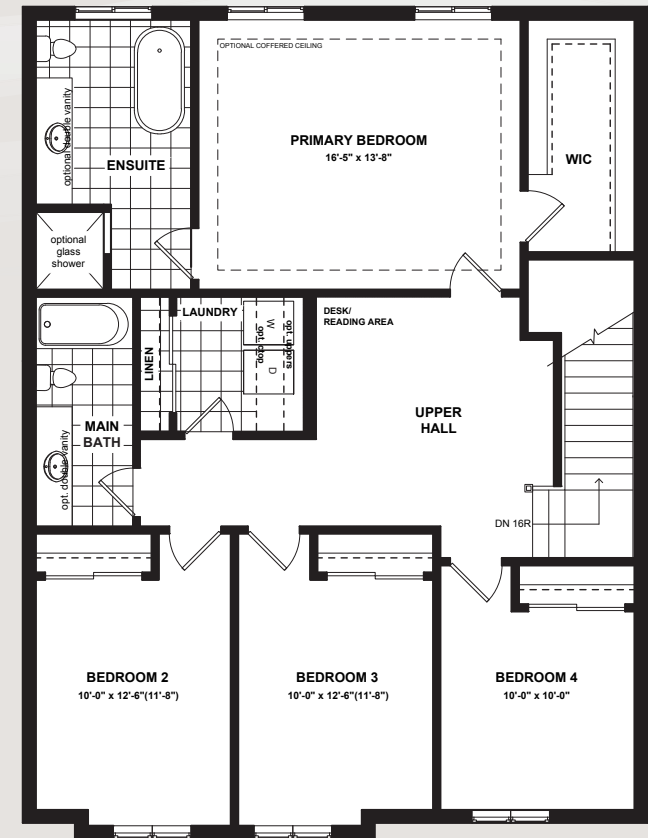 OPTIONAL COFFERED CEILING
PRIMARY BEDROOM
16'-5" x 13'-8"
WIC
optional double vanity
ENSUITE
optional
glass
shower
LAUNDRY
W
D
opt. ctop
opt. uppers
LINEN
DESK/
READING AREA
UPPER
HALL
MAIN
BATH
opt. double vanity
DN 16R
BEDROOM 2
10'-0" x 12'-6"(11'-8")
BEDROOM 3
10'-0" x 12'-6"(11'-8")
BEDROOM 4
10'-0" x 10'-0"